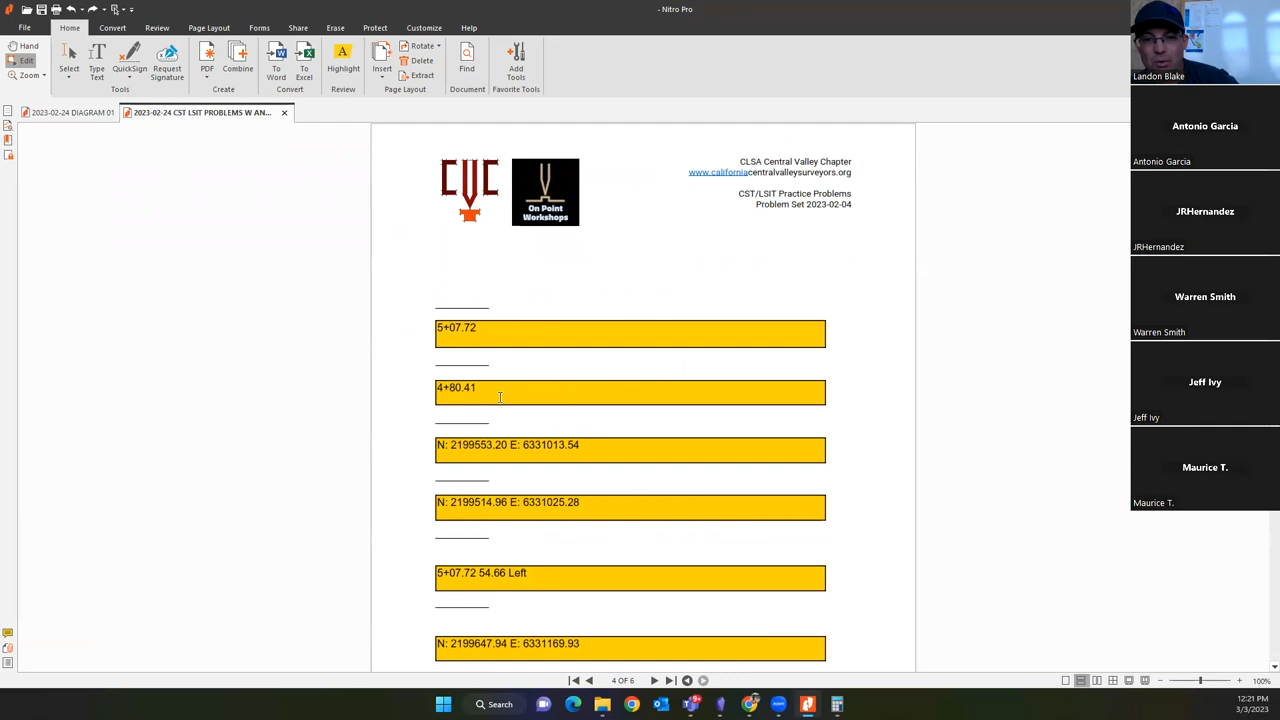 - Nitro Pro
File
Home
Convert
Review
Page Layout
Forms
Share
Erase
Protect
Customize
Help
Hand
Edit
Zoom
Select
Type Text
QuickSign
Request Signature
PDF
Combine
To Word
To Excel
Highlight
Insert
Rotate
Delete
Extract
Find
Add Tools
Tools
Create
Convert
Review
Page Layout
Document
Favorite Tools
2023-02-24 DIAGRAM 01
2023-02-24 CST LSIT PROBLEMS W AN...
CVC
On Point
Workshops
CLSA Central Valley Chapter
www.californiacentralvalleysurveyors.org
CST/LSIT Practice Problems
Problem Set 2023-02-04
5+07.72
4+80.41
N: 2199553.20 E: 6331013.54
N: 2199514.96 E: 6331025.28
5+07.72 54.66 Left
N: 2199647.94 E: 6331169.93
Landon Blake
Antonio Garcia
Antonio Garcia
JRHernandez
JRHernandez
Warren Smith
Warren Smith
Jeff Ivy
Jeff Ivy
Maurice T.
Maurice T.
4 OF 6
100%
Search
12:21 PM
3/3/2023